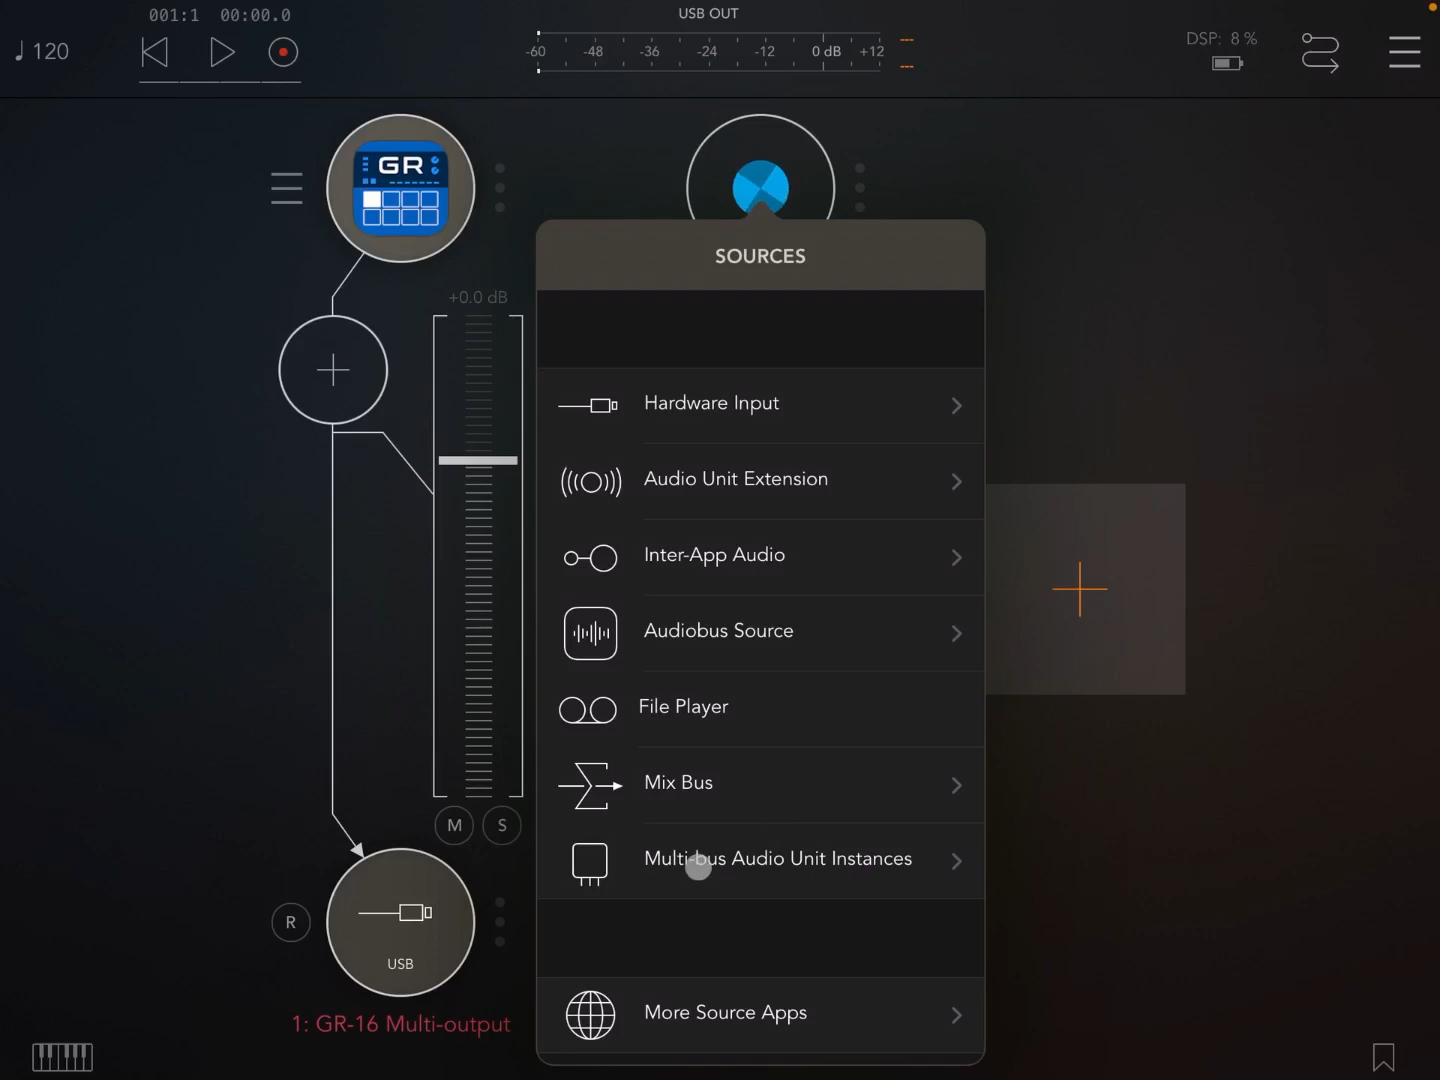 001:1 00:00.0
120
USB OUT
-60 -48 -36 -24 -12 0 dB +12
DSP: 8 %
GR
SOURCES
+0.0 dB
Hardware Input
Audio Unit Extension
Inter-App Audio
Audiobus Source
File Player
Mix Bus
M S
Multi-bus Audio Unit Instances
R
USB
More Source Apps
1: GR-16 Multi-output